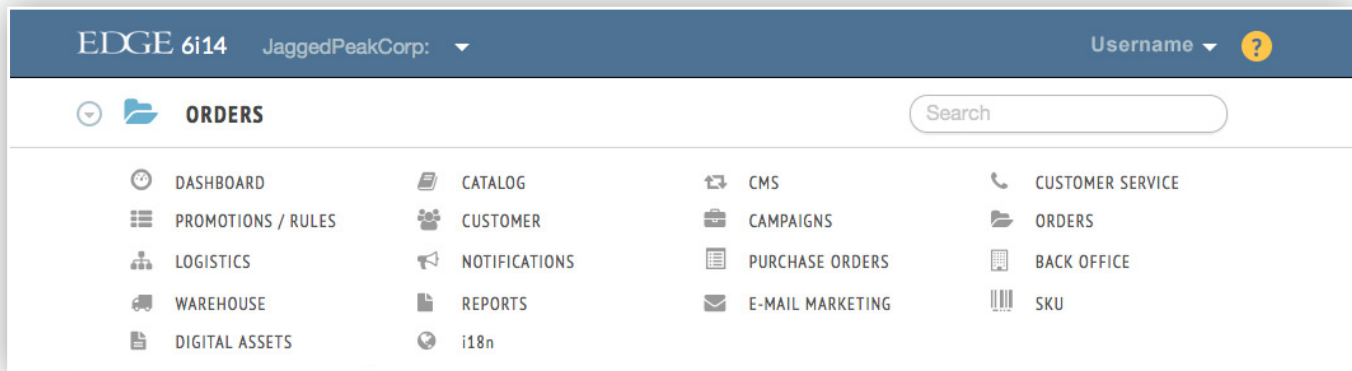 EDGE 6i14 JaggedPeakCorp: Username ?
ORDERS Search
DASHBOARD CATALOG CMS CUSTOMER SERVICE
PROMOTIONS / RULES CUSTOMER CAMPAIGNS ORDERS
LOGISTICS NOTIFICATIONS PURCHASE ORDERS BACK OFFICE
WAREHOUSE REPORTS E-MAIL MARKETING SKU
DIGITAL ASSETS i18n